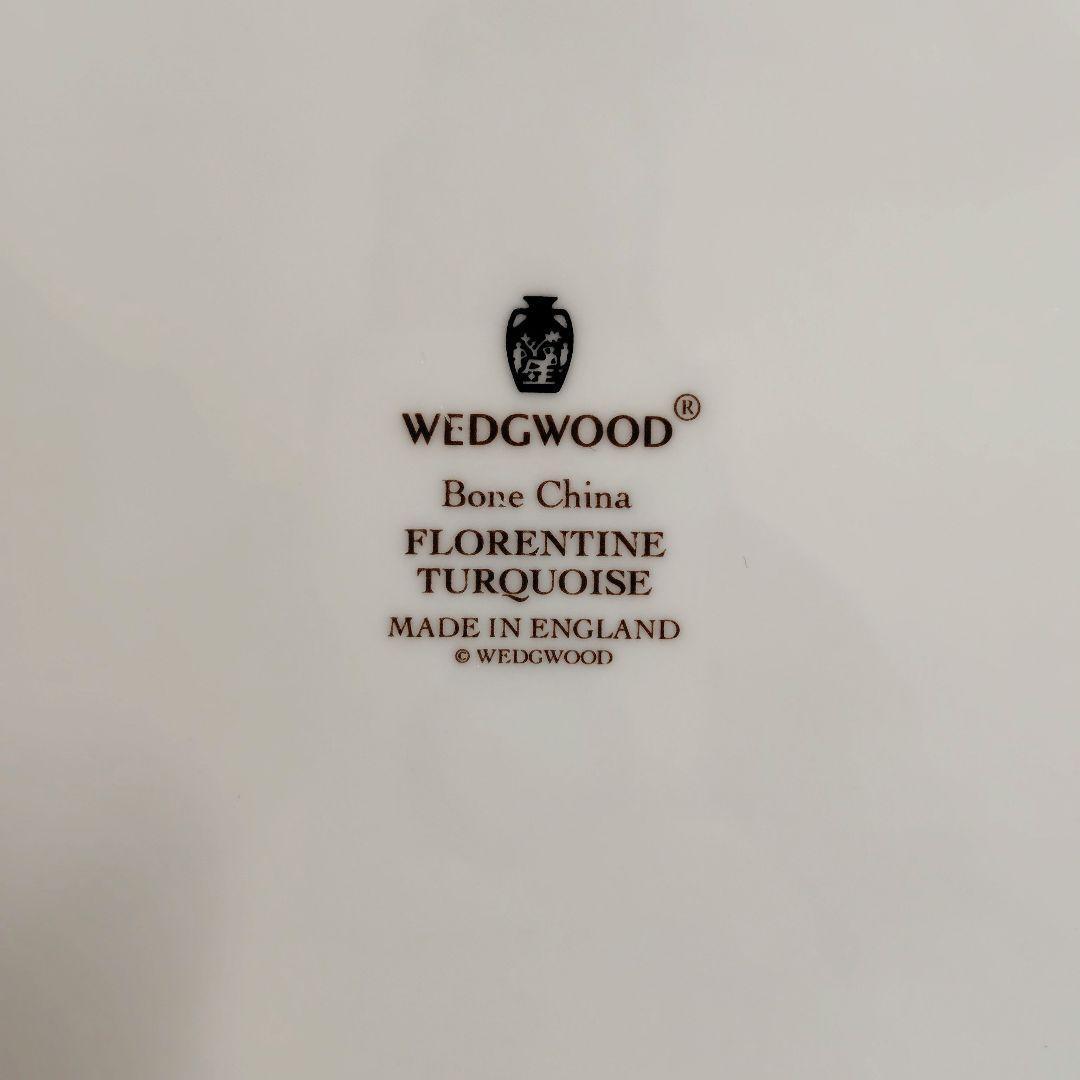 WEDGWOOD®
Bone China
FLORENTINE
TURQUOISE
MADE IN ENGLAND
© WEDGWOOD